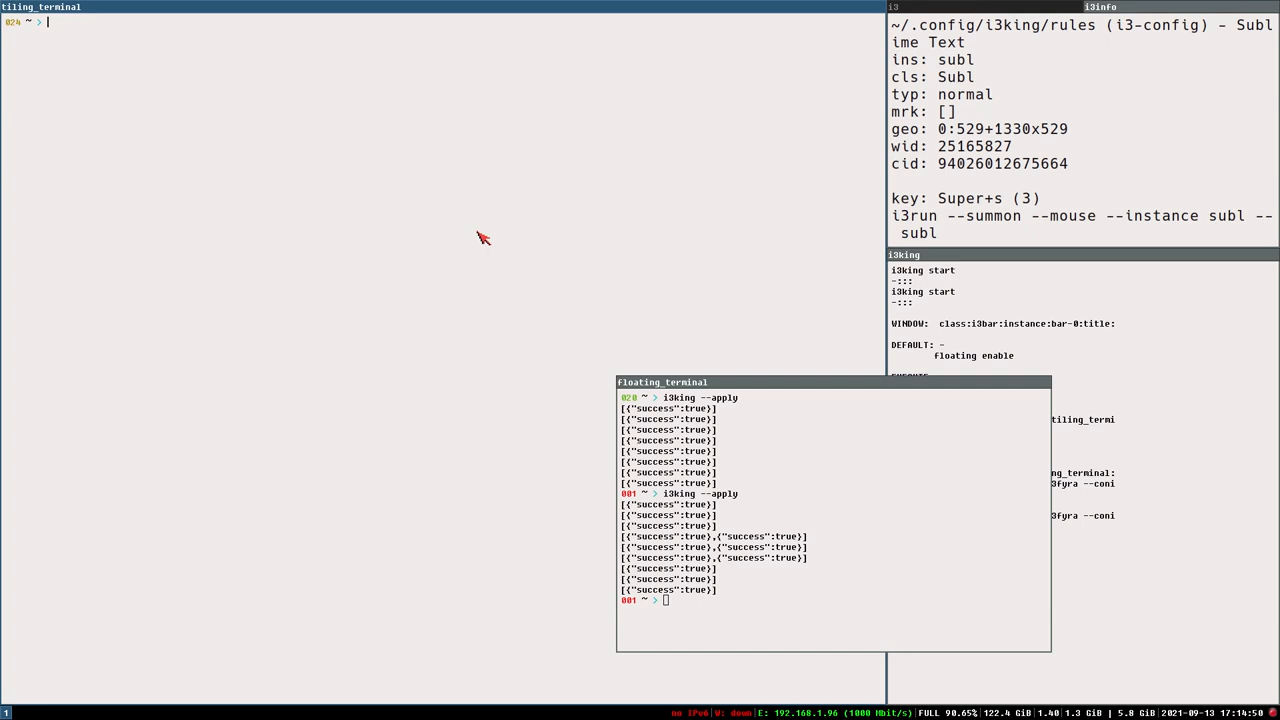 tiling_terminal
024 ~ >
i3
i3info
~/.config/i3king/rules (i3-config) - Subl
ime Text
ins: subl
cls: Subl
typ: normal
mrk: []
geo: 0:529+1330x529
wid: 25165827
cid: 94026012675664
key: Super+s (3)
i3run --summon --mouse --instance subl --
subl
i3king
i3king start
-:::
i3king start
-:::
WINDOW:  class:i3bar:instance:bar-0:title:
DEFAULT: -
floating enable
tiling_termi
ng_terminal:
3fyra --coni
3fyra --coni
floating_terminal
020 ~ > i3king --apply
[{"success":true}]
[{"success":true}]
[{"success":true}]
[{"success":true}]
[{"success":true}]
[{"success":true}]
[{"success":true}]
[{"success":true}]
001 ~ > i3king --apply
[{"success":true}]
[{"success":true}]
[{"success":true}]
[{"success":true},{"success":true}]
[{"success":true},{"success":true}]
[{"success":true},{"success":true}]
[{"success":true}]
[{"success":true}]
[{"success":true}]
001 ~ >
1
no IPv6|W: down|E: 192.168.1.96 (1000 Mbit/s)|FULL 90.65%|122.4 GiB|1.40|1.3 GiB | 5.8 GiB|2021-09-13 17:14:50